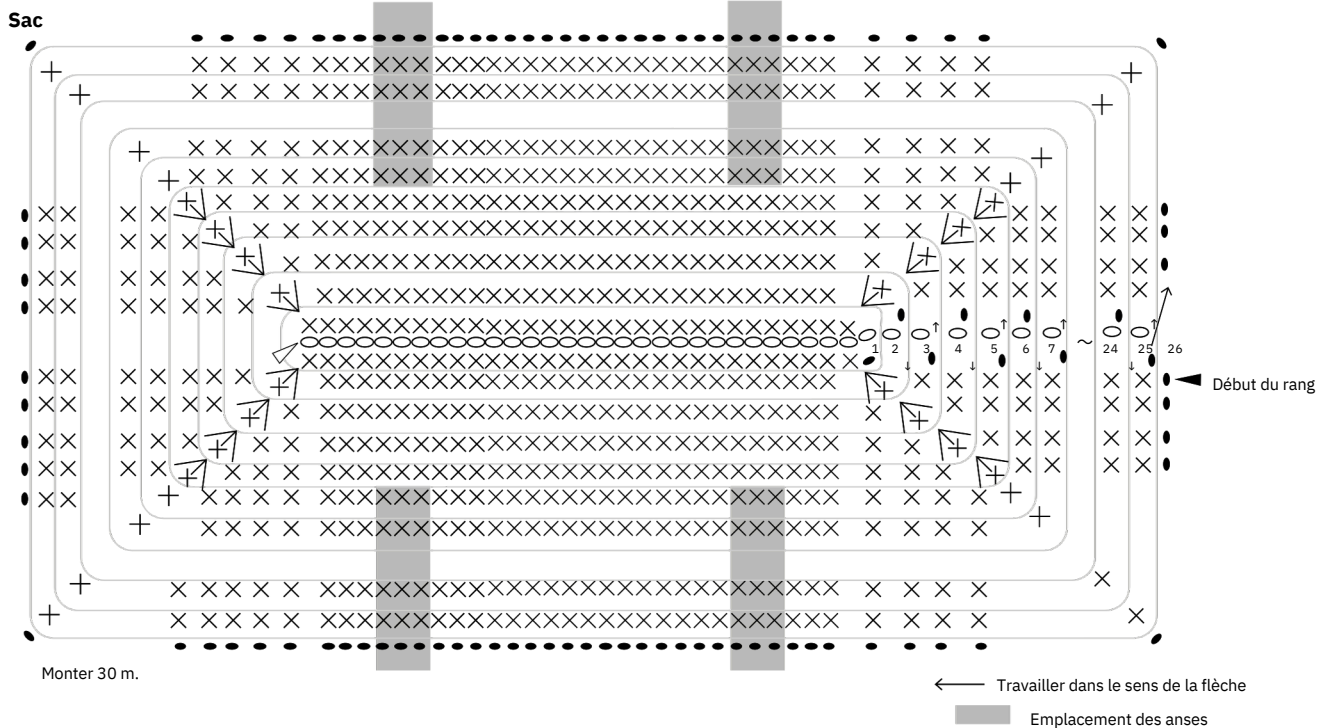 Sac
1 2 3 4 5 6 7 ~ 24 25 26
Début du rang
Monter 30 m.
Travailler dans le sens de la flèche
Emplacement des anses